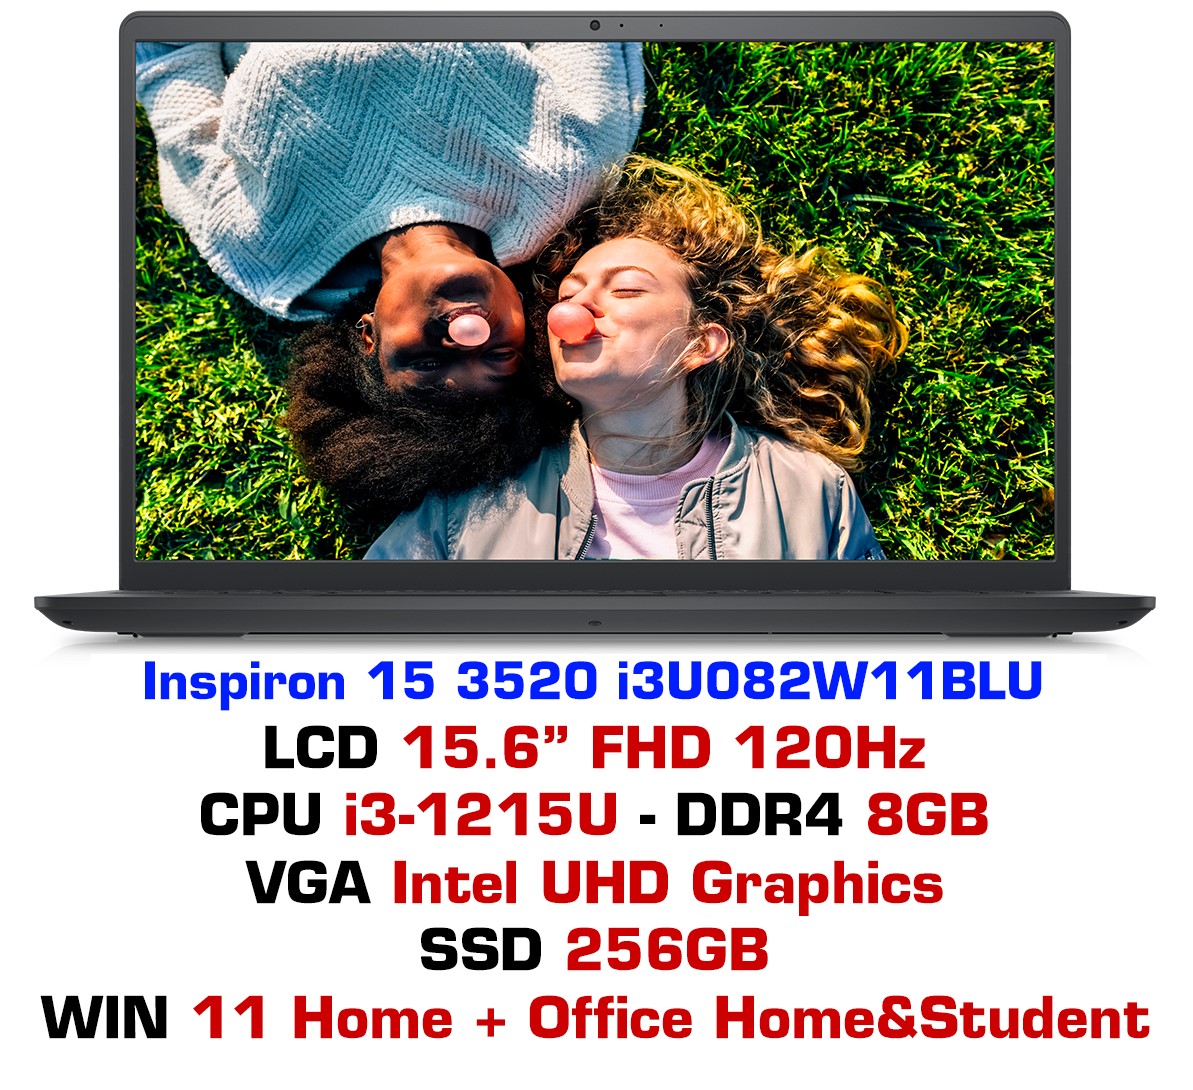 Inspiron 15 3520 i3U082W11BLU
LCD 15.6” FHD 120Hz
CPU i3-1215U - DDR4 8GB
VGA Intel UHD Graphics
SSD 256GB
WIN 11 Home + Office Home&Student